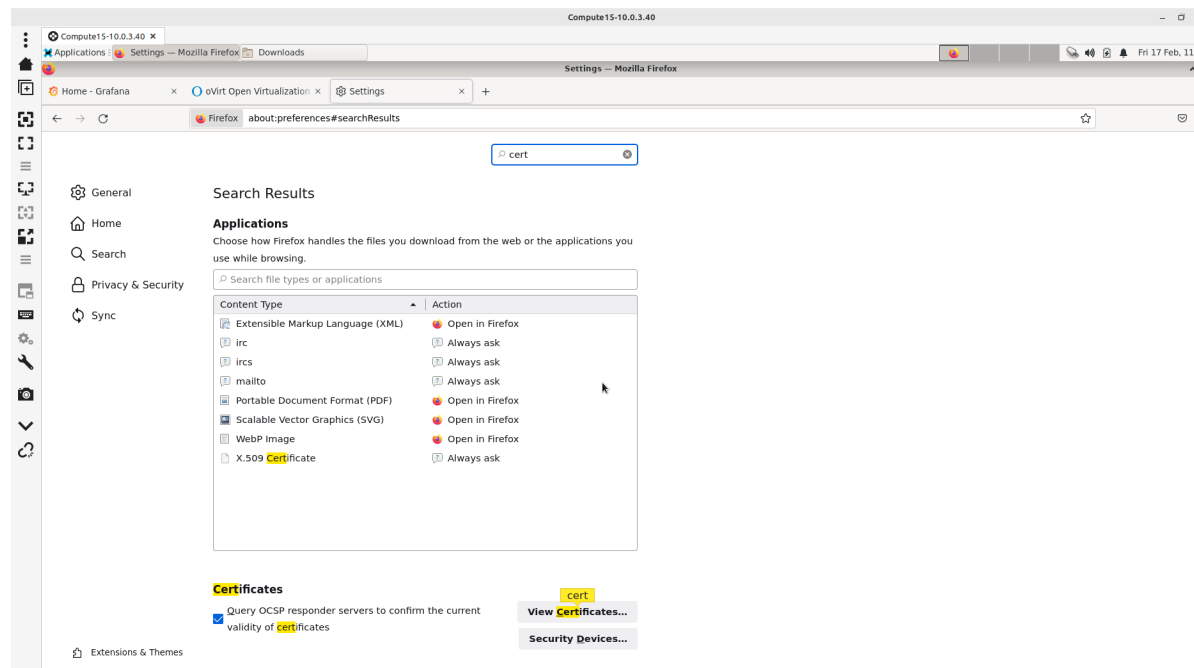 Compute15-10.0.3.40
Compute15-10.0.3.40
Applications Settings — Mozilla Firefox Downloads Fri 17 Feb, 11
Settings — Mozilla Firefox
Home - Grafana oVirt Open Virtualization Settings
Firefox about:preferences#searchResults
cert
General
Home
Search
Privacy & Security
Sync
Extensions & Themes
Search Results
Applications
Choose how Firefox handles the files you download from the web or the applications you
use while browsing.
Search file types or applications
Content Type Action
Extensible Markup Language (XML) Open in Firefox
irc Always ask
ircs Always ask
mailto Always ask
Portable Document Format (PDF) Open in Firefox
Scalable Vector Graphics (SVG) Open in Firefox
WebP Image Open in Firefox
X.509 Certificate Always ask
Certificates
Query OCSP responder servers to confirm the current
validity of certificates
cert
View Certificates...
Security Devices...